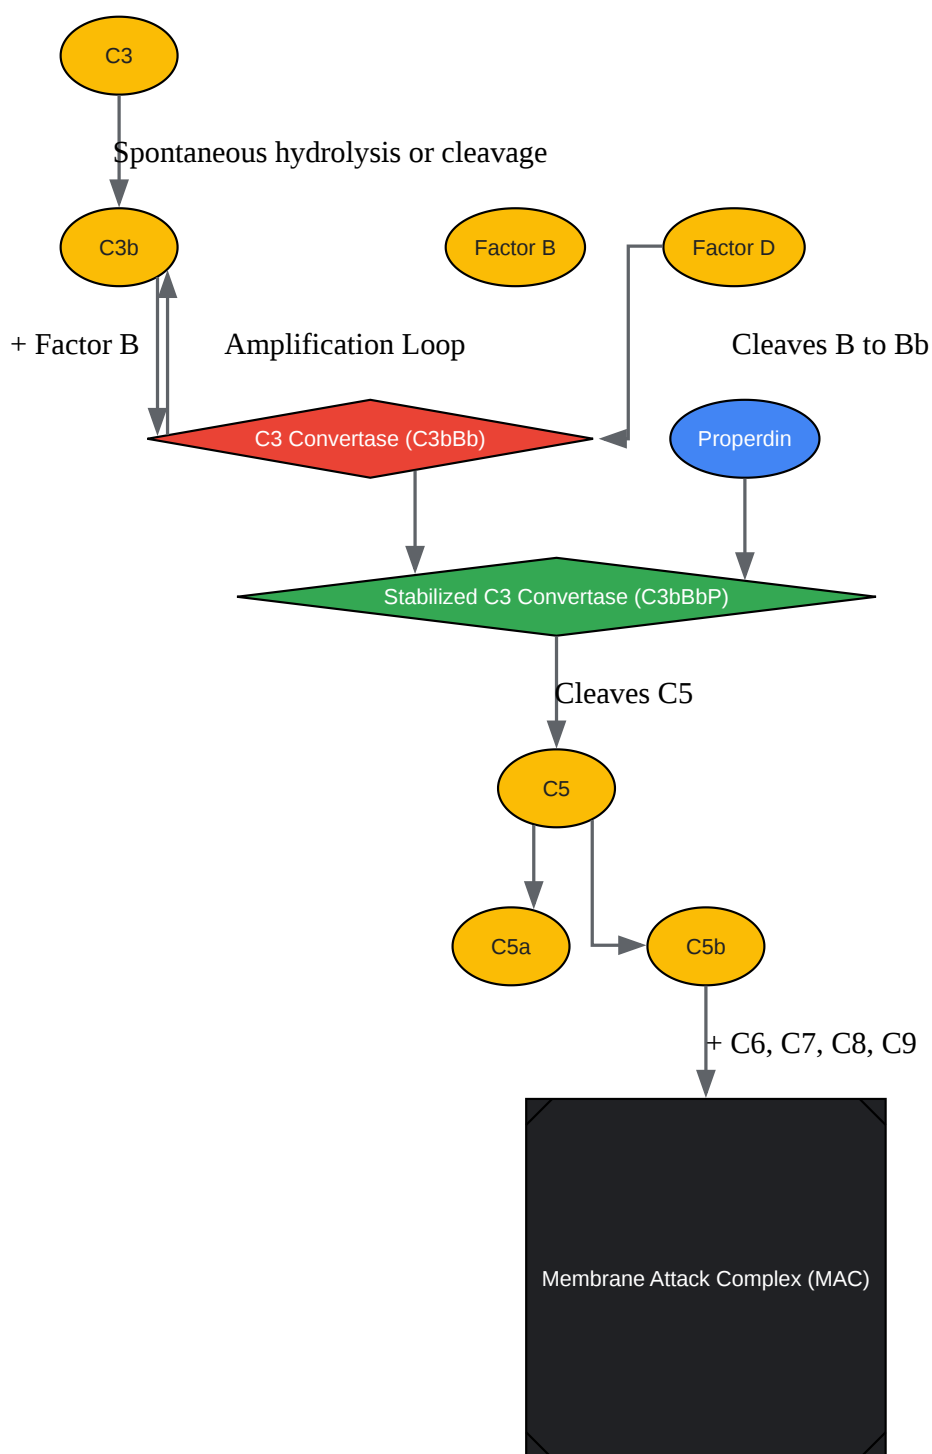 C3
Spontaneous hydrolysis or cleavage
C3b
Factor B
Factor D
+ Factor B
Amplification Loop
Cleaves B to Bb
C3 Convertase (C3bBb)
Properdin
Stabilized C3 Convertase (C3bBbP)
Cleaves C5
C5
C5a
C5b
+ C6, C7, C8, C9
Membrane Attack Complex (MAC)